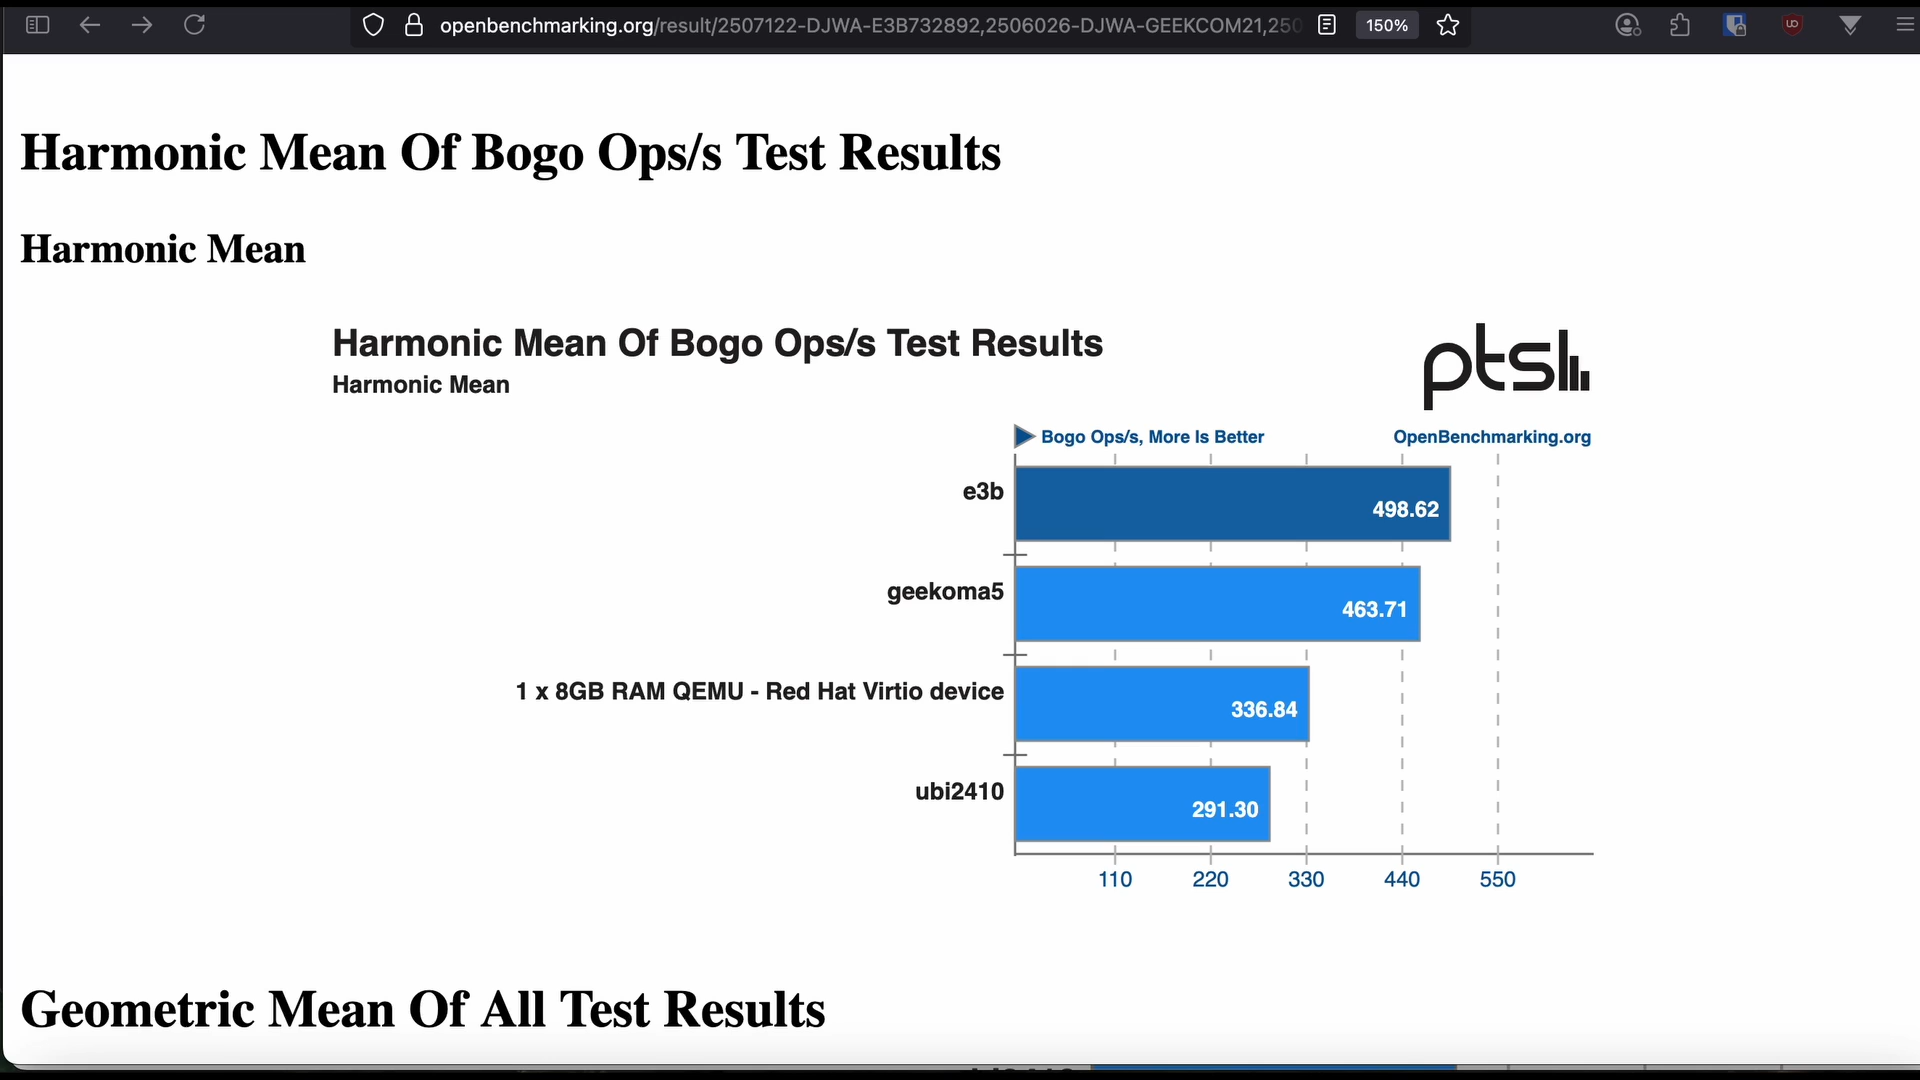 openbenchmarking.org/result/2507122-DJWA-E3B732892,2506026-DJWA-GEEKCOM21,250
150%
Harmonic Mean Of Bogo Ops/s Test Results
Harmonic Mean
Harmonic Mean Of Bogo Ops/s Test Results
Harmonic Mean
ptsl
Bogo Ops/s, More Is Better
OpenBenchmarking.org
e3b
498.62
geekoma5
463.71
1 x 8GB RAM QEMU - Red Hat Virtio device
336.84
ubi2410
291.30
110 220 330 440 550
Geometric Mean Of All Test Results